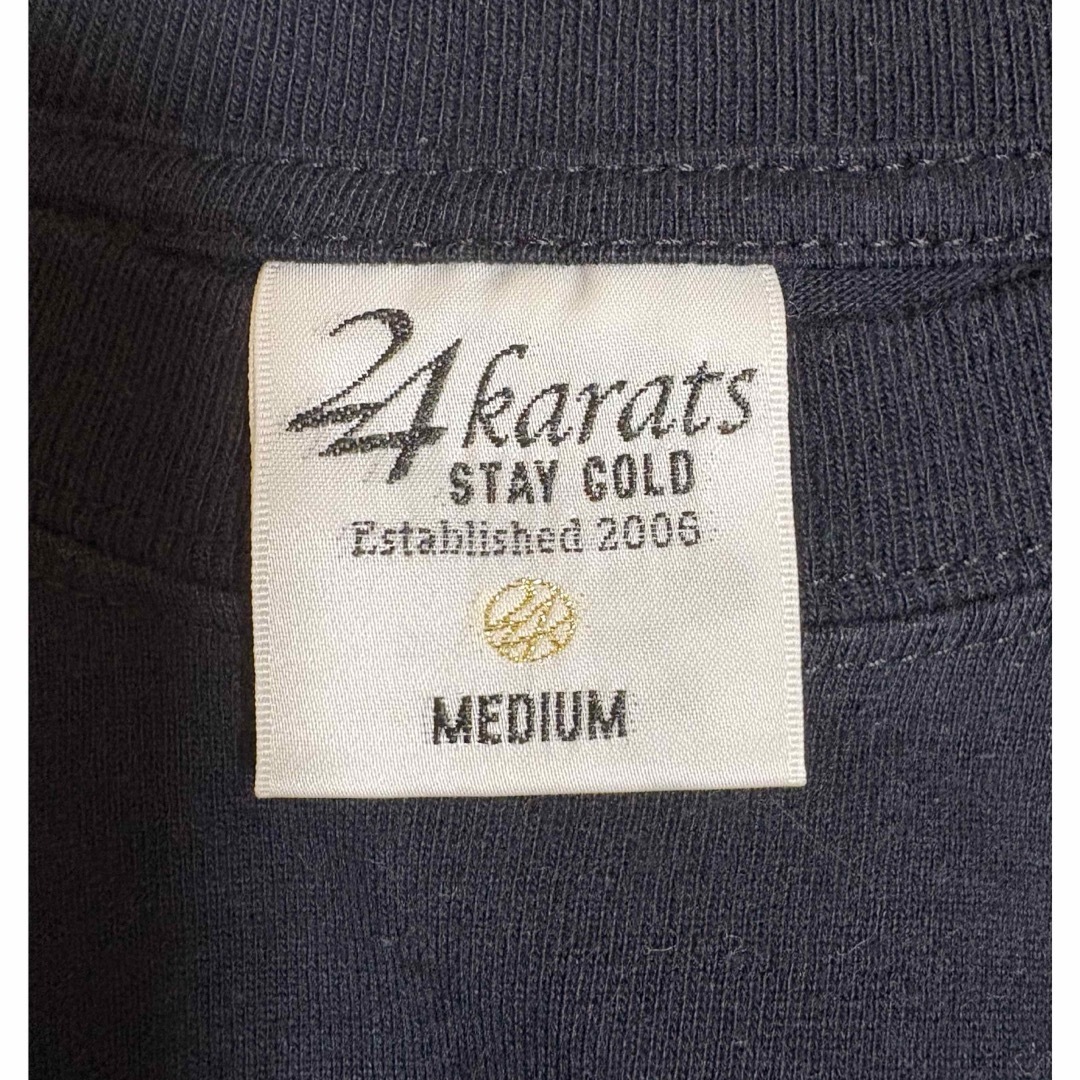 24karats
STAY GOLD
Established 2006
MEDIUM